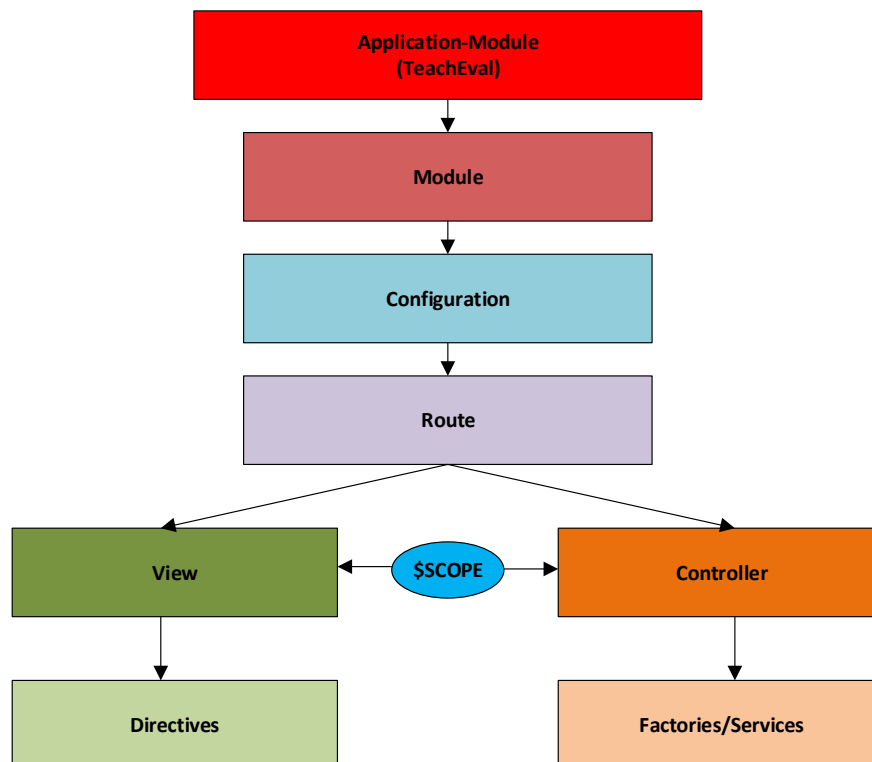 Application-Module
(TeachEval)
Module
Configuration
Route
View
$SCOPE
Controller
Directives
Factories/Services